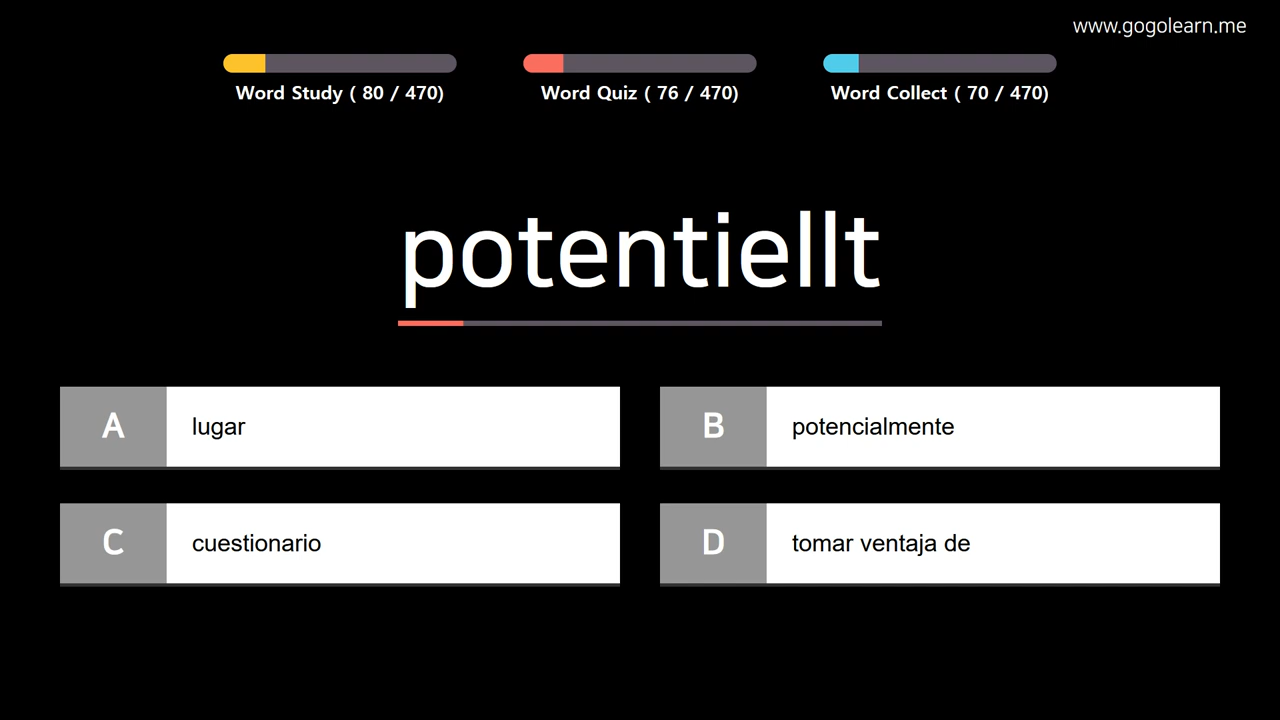 www.gogolearn.me
Word Study ( 80 / 470)
Word Quiz ( 76 / 470)
Word Collect ( 70 / 470)
potentiellt
A lugar
B potencialmente
C cuestionario
D tomar ventaja de